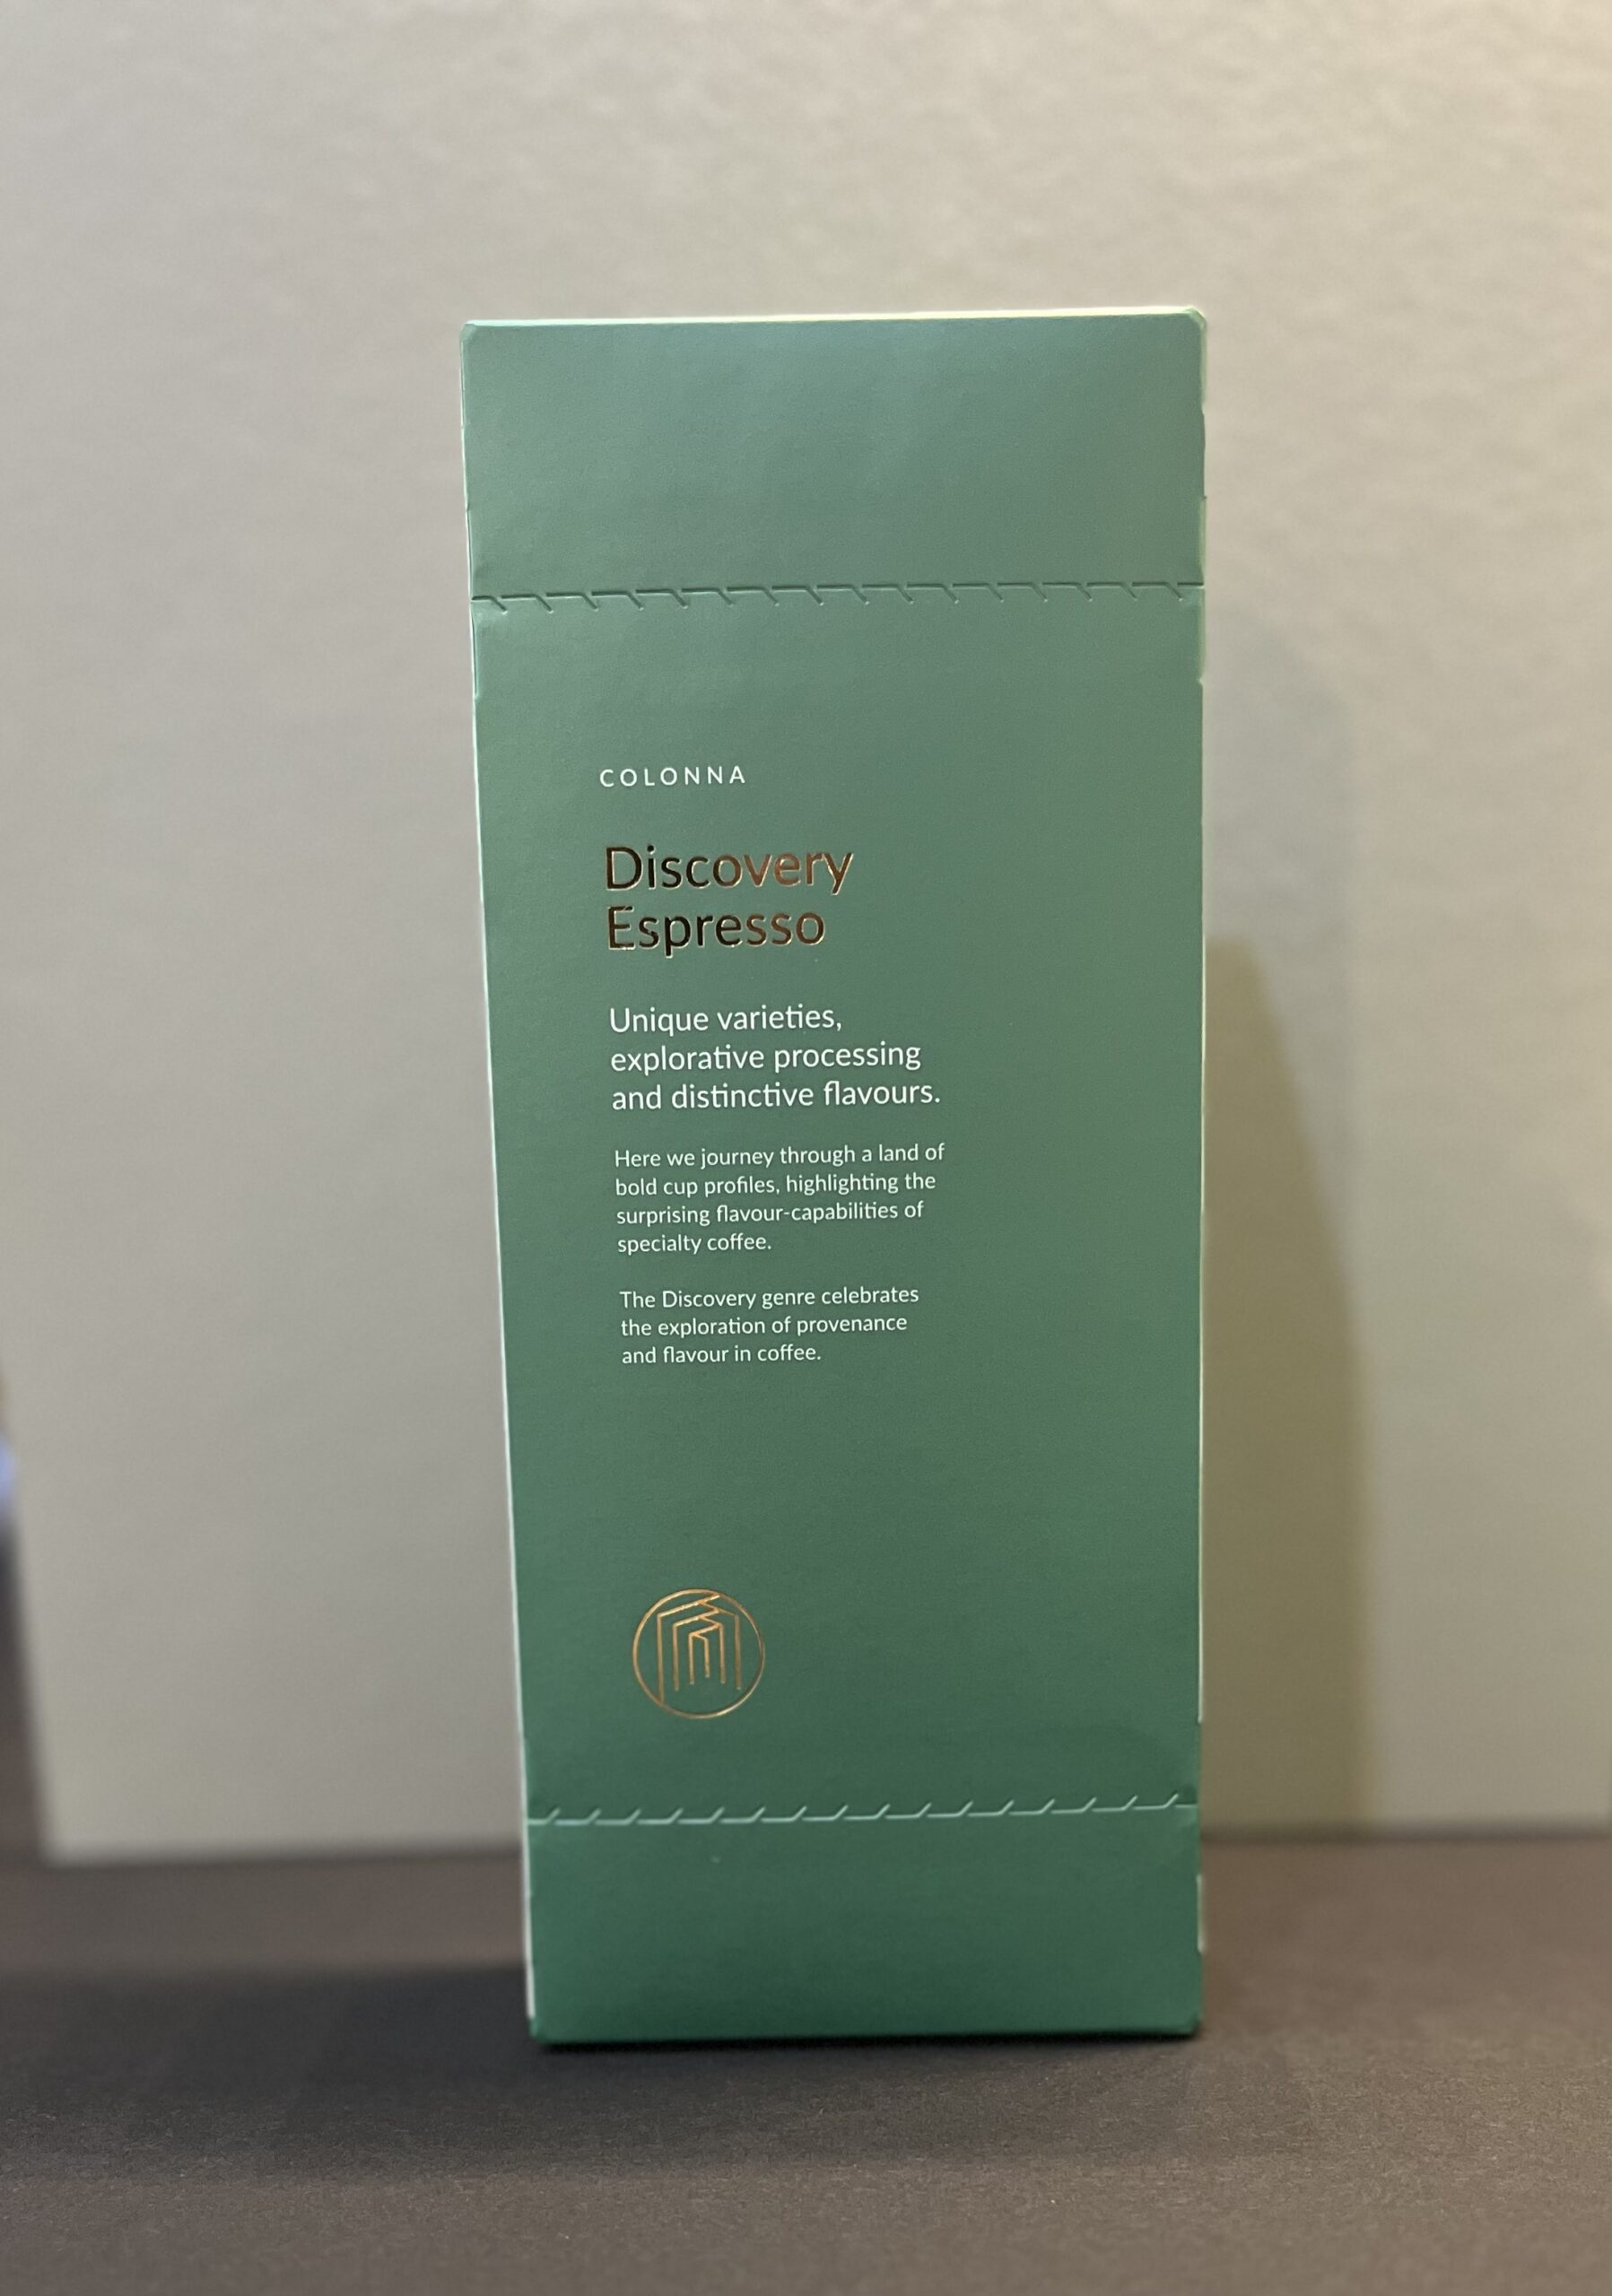 COLONNA
Discovery
Espresso
Unique varieties,
explorative processing
and distinctive flavours.
Here we journey through a land of
bold cup profiles, highlighting the
surprising flavour-capabilities of
specialty coffee.
The Discovery genre celebrates
the exploration of provenance
and flavour in coffee.